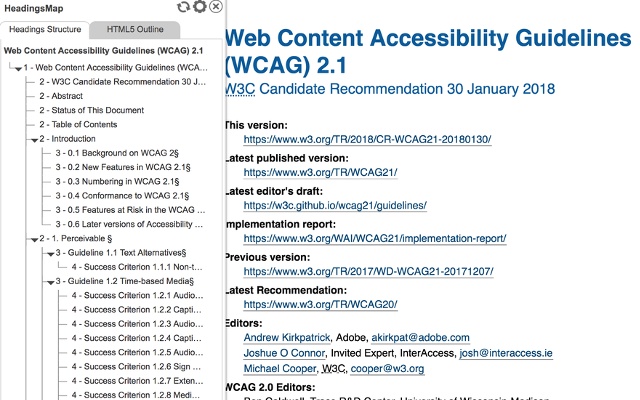 HeadingsMap
Headings Structure
HTML5 Outline
Web Content Accessibility Guidelines (WCAG) 2.1
1 - Web Content Accessibility Guidelines (WCA...
2 - W3C Candidate Recommendation 30 J...
2 - Abstract
2 - Status of This Document
2 - Table of Contents
2 - Introduction
3 - 0.1 Background on WCAG 2§
3 - 0.2 New Features in WCAG 2.1§
3 - 0.3 Numbering in WCAG 2.1§
3 - 0.4 Conformance to WCAG 2.1§
3 - 0.5 Features at Risk in the WCAG ...
3 - 0.6 Later versions of Accessibility ...
2 - 1. Perceivable §
3 - Guideline 1.1 Text Alternatives§
4 - Success Criterion 1.1.1 Non-t...
3 - Guideline 1.2 Time-based Media§
4 - Success Criterion 1.2.1 Audio...
4 - Success Criterion 1.2.2 Capti...
4 - Success Criterion 1.2.3 Audio...
4 - Success Criterion 1.2.4 Capti...
4 - Success Criterion 1.2.5 Audio...
4 - Success Criterion 1.2.6 Sign ...
4 - Success Criterion 1.2.7 Exten...
4 - Success Criterion 1.2.8 Medi...
Web Content Accessibility Guidelines
(WCAG) 2.1
W3C Candidate Recommendation 30 January 2018
This version:
https://www.w3.org/TR/2018/CR-WCAG21-20180130/
Latest published version:
https://www.w3.org/TR/WCAG21/
Latest editor's draft:
https://w3c.github.io/wcag21/guidelines/
Implementation report:
https://www.w3.org/WAI/WCAG21/implementation-report/
Previous version:
https://www.w3.org/TR/2017/WD-WCAG21-20171207/
Latest Recommendation:
https://www.w3.org/TR/WCAG20/
Editors:
Andrew Kirkpatrick, Adobe, akirkpat@adobe.com
Joshue O Connor, Invited Expert, InterAccess, josh@interaccess.ie
Michael Cooper, W3C, cooper@w3.org
WCAG 2.0 Editors: